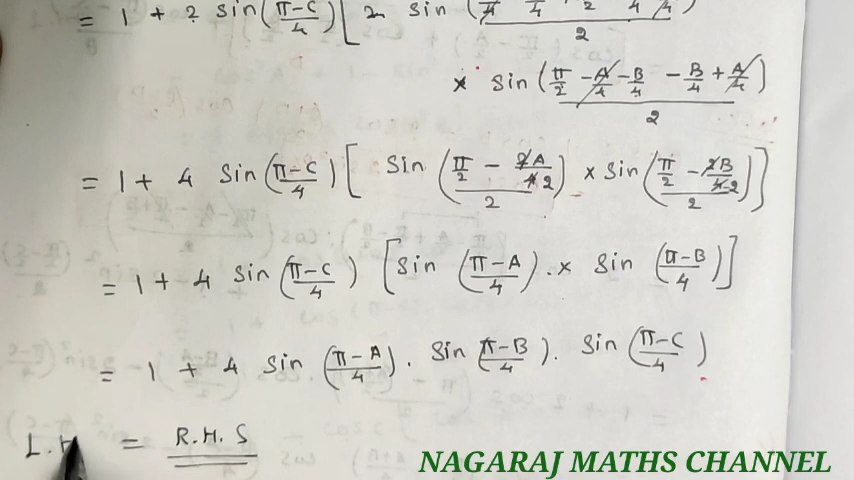 = 1 + 2 sin(π-C/4)[2 sin (
× sin (π/2 - A/4 - B/4 - B/4 + A/4)/2
= 1 + 4 Sin(π-C/4)[ Sin (π/2 - 2A/4 2)/2 × Sin(π/2 - 2B/4 2)/2]
= 1 + 4 Sin (π-C/4) [Sin (π-A/4) . × Sin (π-B/4)]
= 1 + 4 Sin (π-A/4) . Sin (π-B/4) . Sin (π-C/4)
L.H = R.H.S
NAGARAJ MATHS CHANNEL